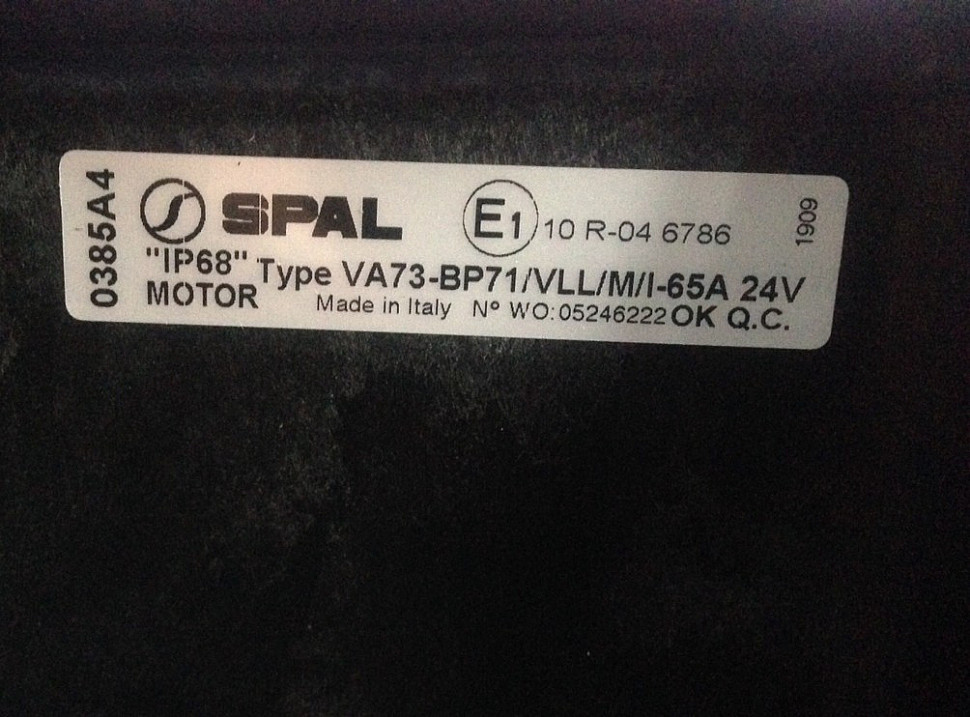 0385A4
SPAL E1 10 R-04 6786
"IP68" Type VA73-BP71/VLL/M/I-65A 24V
MOTOR Made in Italy Nº WO:05246222 OK Q.C.
1909